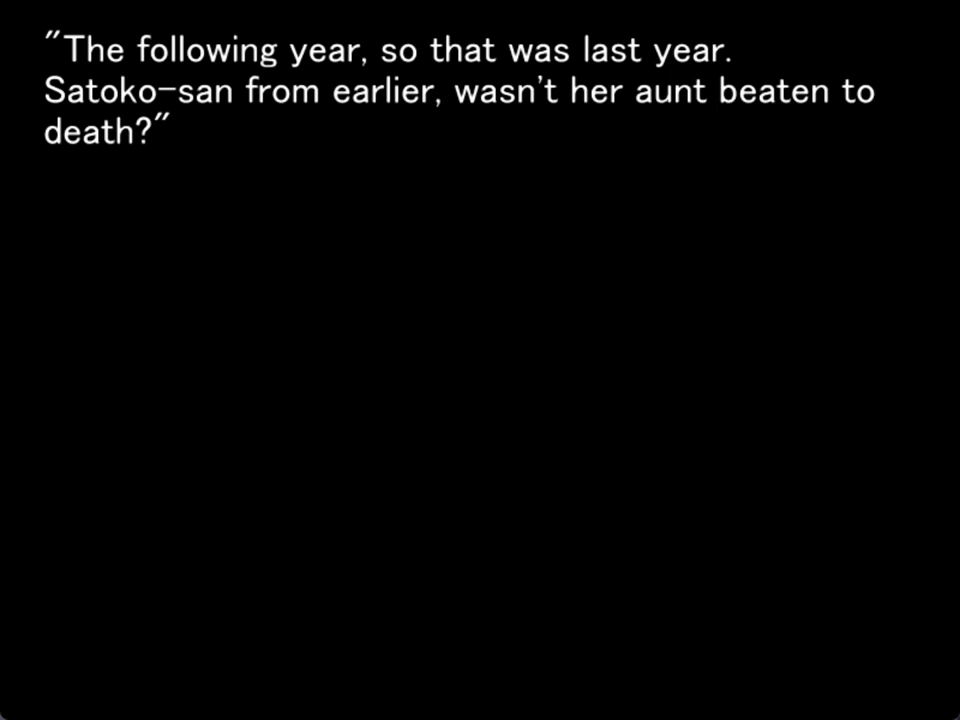 "The following year, so that was last year.
Satoko-san from earlier, wasn't her aunt beaten to
death?"